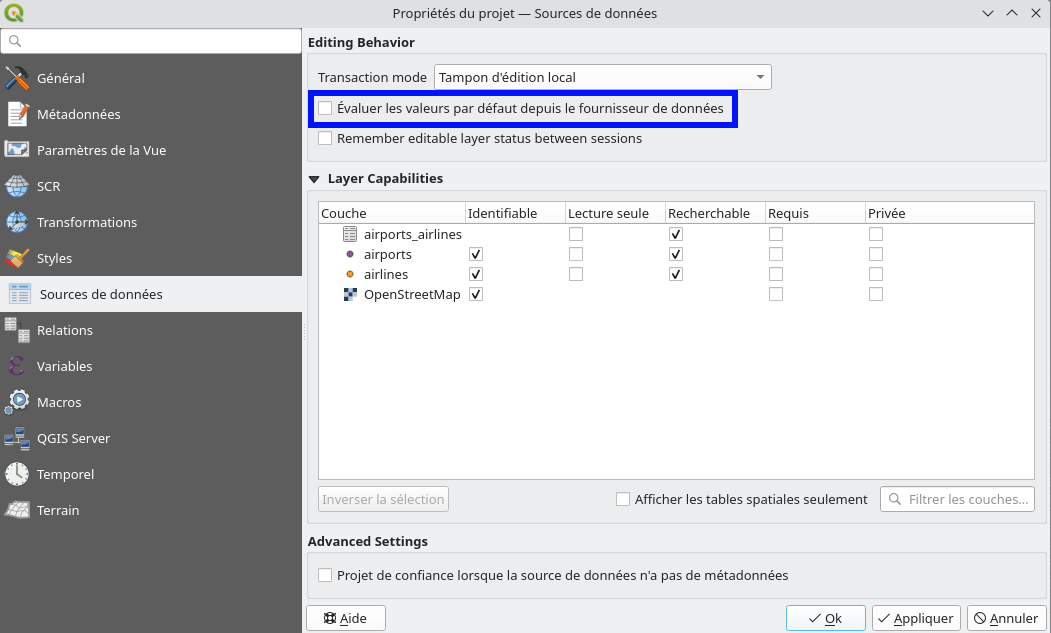 Propriétés du projet — Sources de données
Editing Behavior
Général
Transaction mode Tampon d'édition local
Métadonnées
Évaluer les valeurs par défaut depuis le fournisseur de données
Remember editable layer status between sessions
Paramètres de la Vue
Layer Capabilities
SCR
Couche Identifiable Lecture seule Recherchable Requis Privée
Transformations
airports_airlines
Styles
airports
airlines
Sources de données
OpenStreetMap
Relations
Variables
Macros
QGIS Server
Temporel
Inverser la sélection Afficher les tables spatiales seulement Filtrer les couches...
Terrain
Advanced Settings
Projet de confiance lorsque la source de données n'a pas de métadonnées
Aide Ok Appliquer Annuler